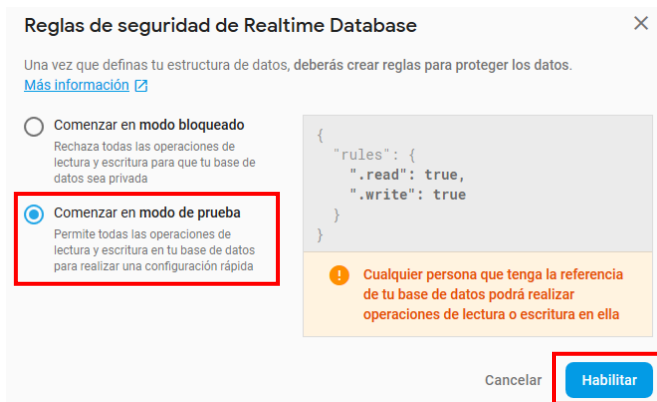 Reglas de seguridad de Realtime Database
Una vez que definas tu estructura de datos, deberás crear reglas para proteger los datos.
Más información
Comenzar en modo bloqueado
Rechaza todas las operaciones de
lectura y escritura para que tu base de
datos sea privada
Comenzar en modo de prueba
Permite todas las operaciones de
lectura y escritura en tu base de datos
para realizar una configuración rápida
{
"rules": {
".read": true,
".write": true
}
}
Cualquier persona que tenga la referencia
de tu base de datos podrá realizar
operaciones de lectura o escritura en ella
Cancelar
Habilitar